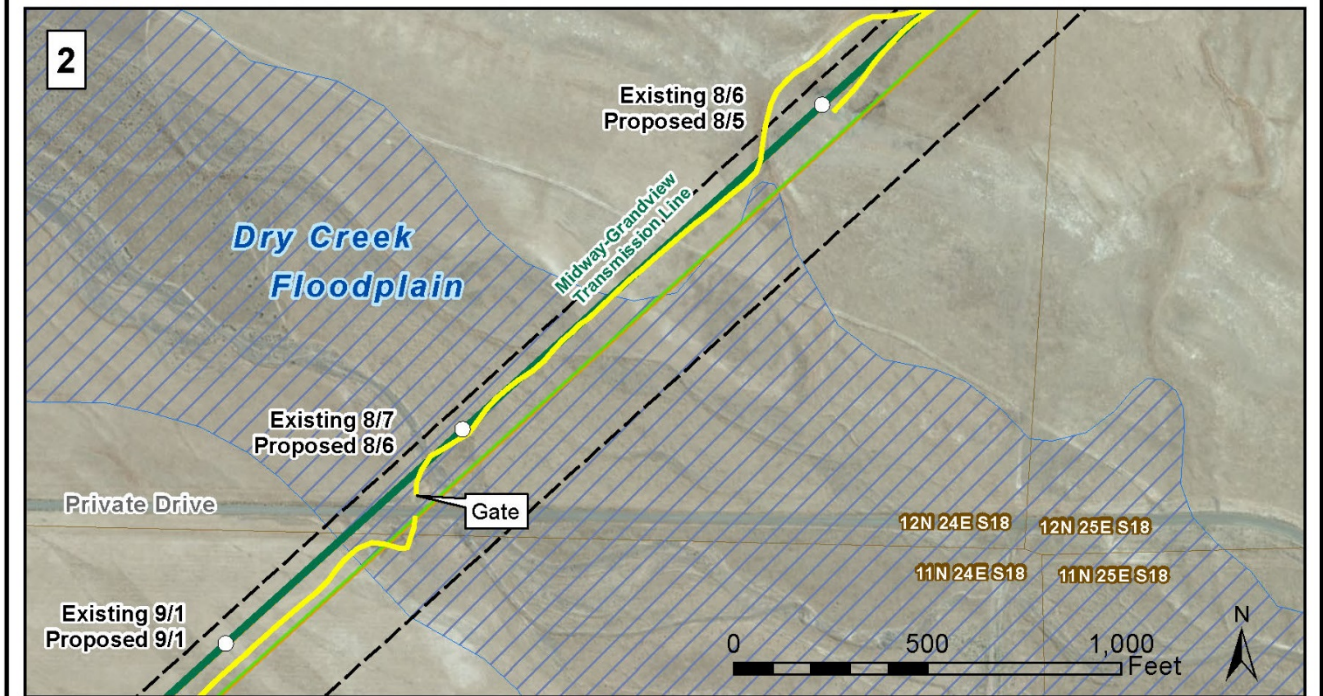 2
Existing 8/6
Proposed 8/5
Midway-Grandview
Transmission Line
Dry Creek
Floodplain
Existing 8/7
Proposed 8/6
Private Drive
Gate
12N 24E S18
12N 25E S18
11N 24E S18
11N 25E S18
Existing 9/1
Proposed 9/1
N
0 500 1,000
Feet